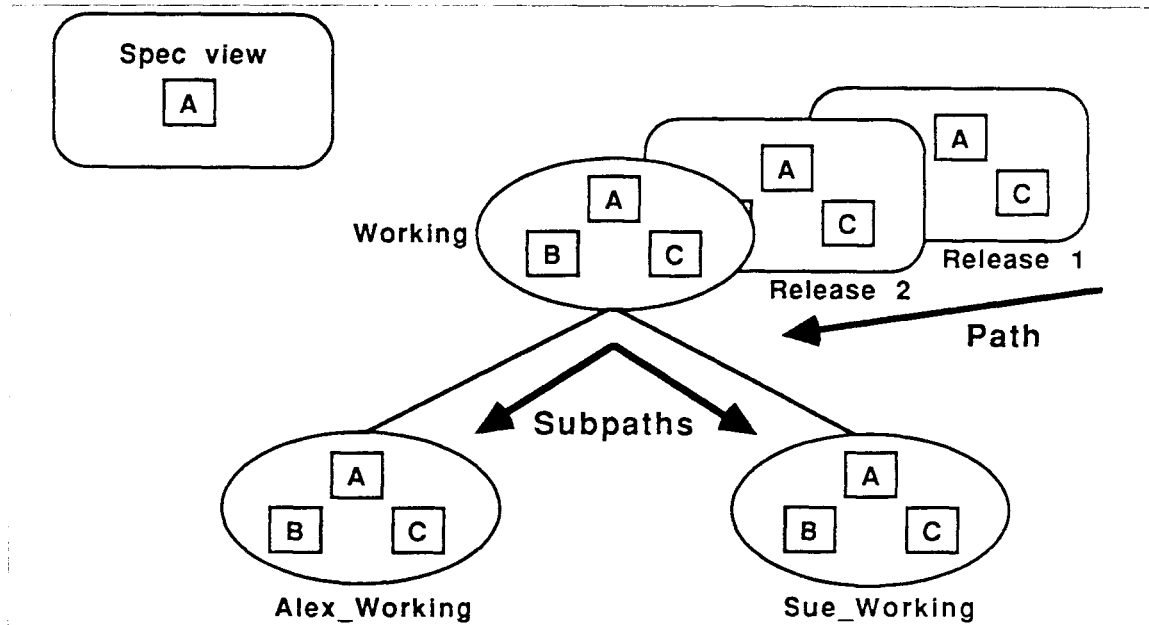 Spec view
A
A
C
Release 1
A
C
Release 2
Working
A
B
C
Path
Subpaths
A
B
C
Alex_Working
A
B
C
Sue_Working